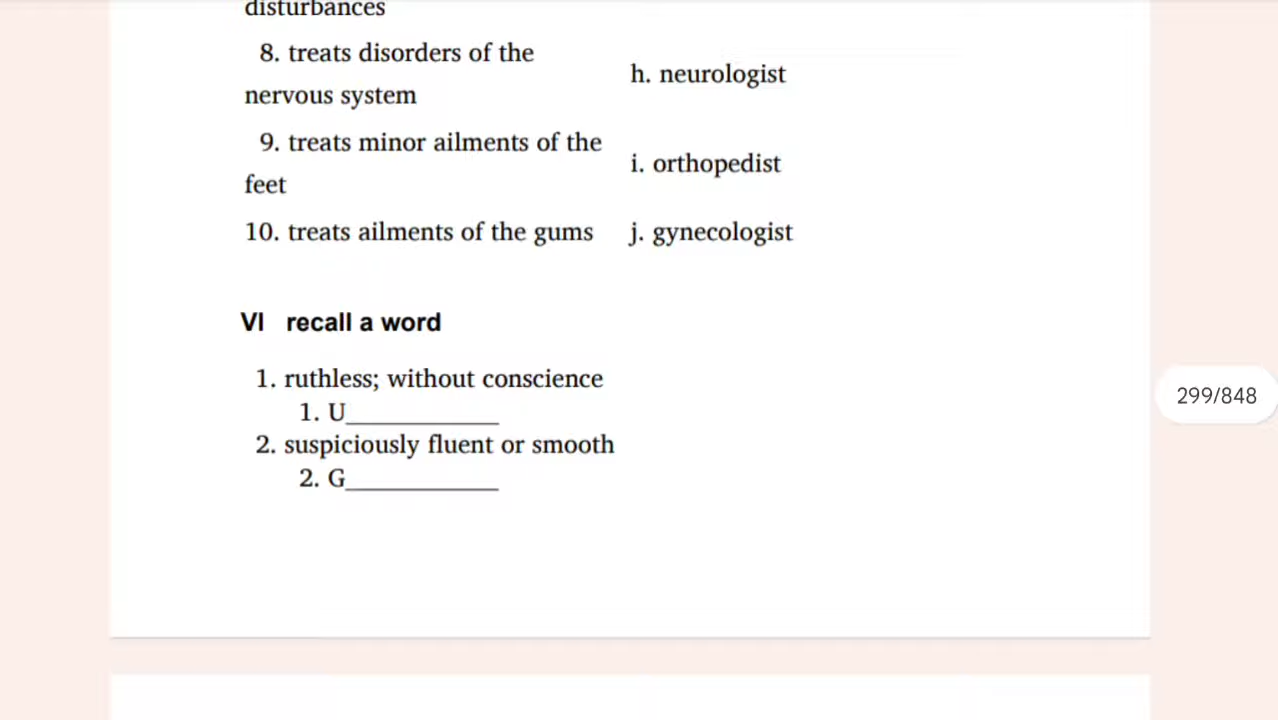 disturbances
8. treats disorders of the
nervous system
h. neurologist
9. treats minor ailments of the
feet
i. orthopedist
10. treats ailments of the gums
j. gynecologist
VI recall a word
1. ruthless; without conscience
1. U___________
2. suspiciously fluent or smooth
2. G___________
299/848